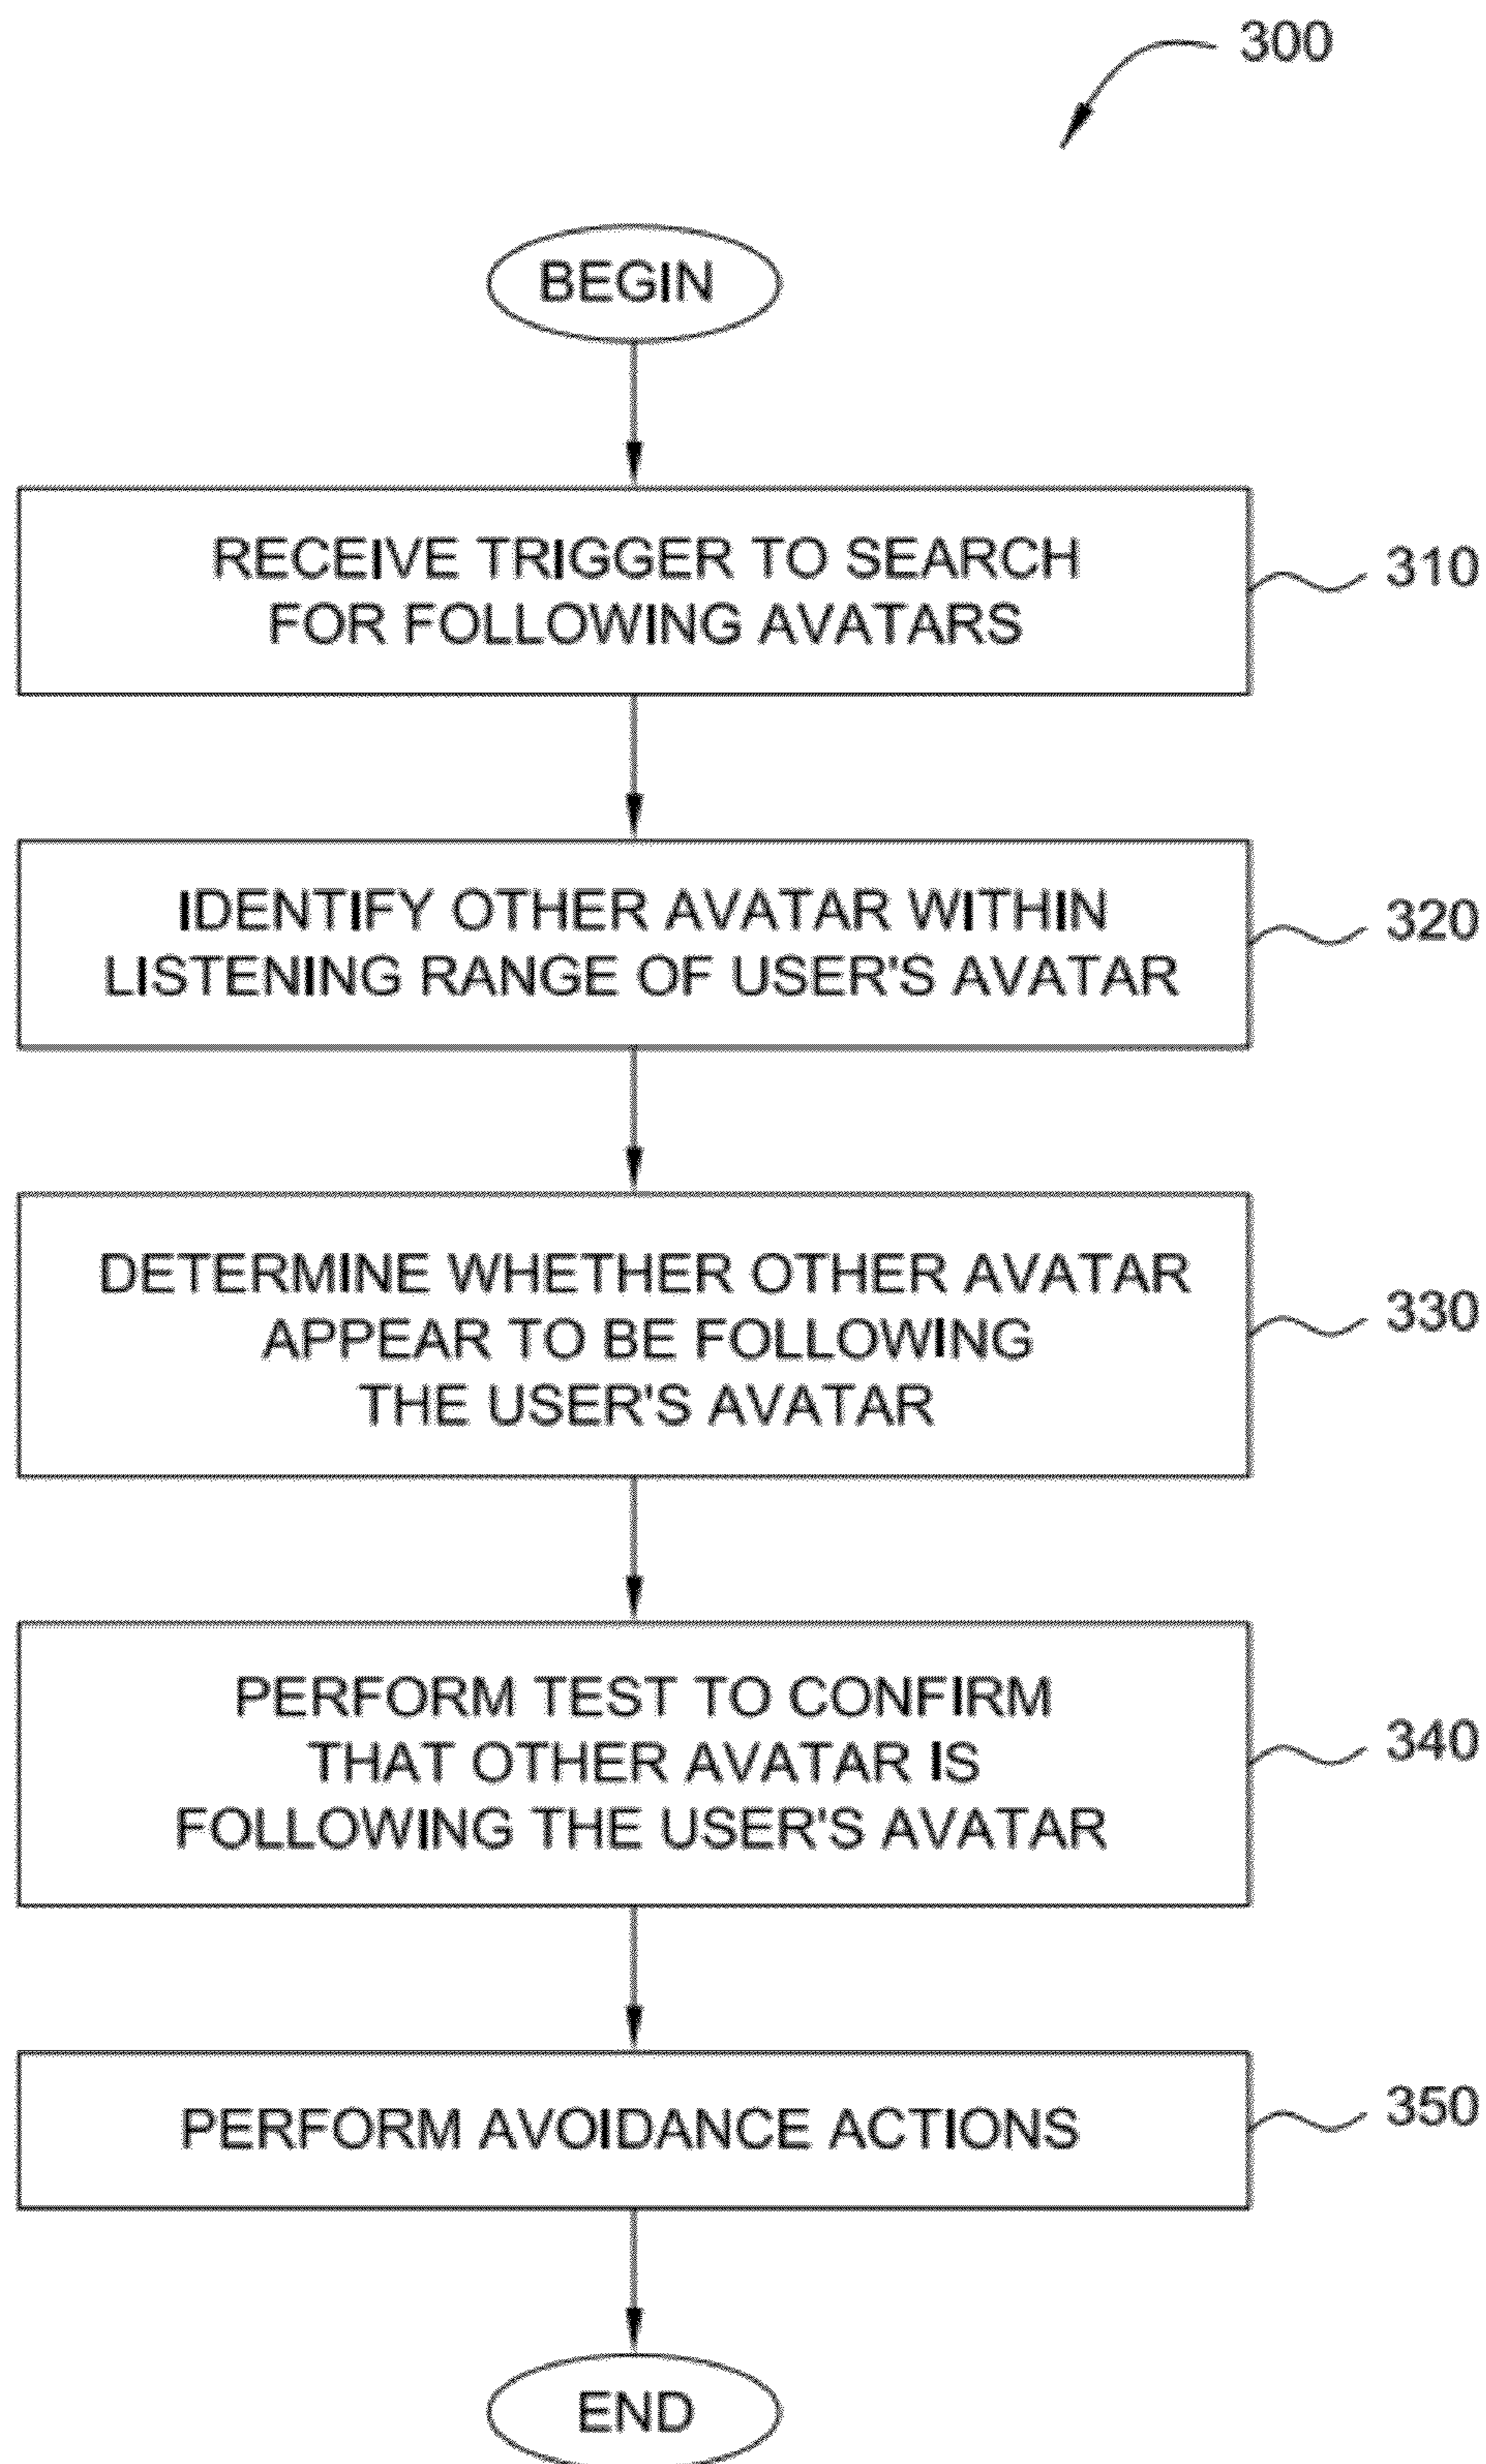 300
BEGIN
RECEIVE TRIGGER TO SEARCH
FOR FOLLOWING AVATARS
310
IDENTIFY OTHER AVATAR WITHIN
LISTENING RANGE OF USER'S AVATAR
320
DETERMINE WHETHER OTHER AVATAR
APPEAR TO BE FOLLOWING
THE USER'S AVATAR
330
PERFORM TEST TO CONFIRM
THAT OTHER AVATAR IS
FOLLOWING THE USER'S AVATAR
340
PERFORM AVOIDANCE ACTIONS
350
END